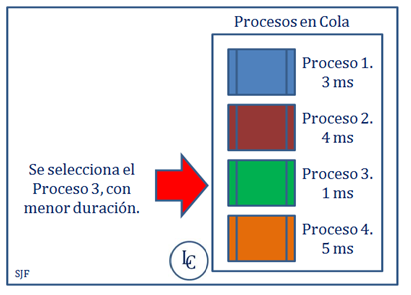 Procesos en Cola
Proceso 1.
3 ms
Proceso 2.
4 ms
Se selecciona el
Proceso 3, con
menor duración.
Proceso 3.
1 ms
Proceso 4.
5 ms
LC
SJF